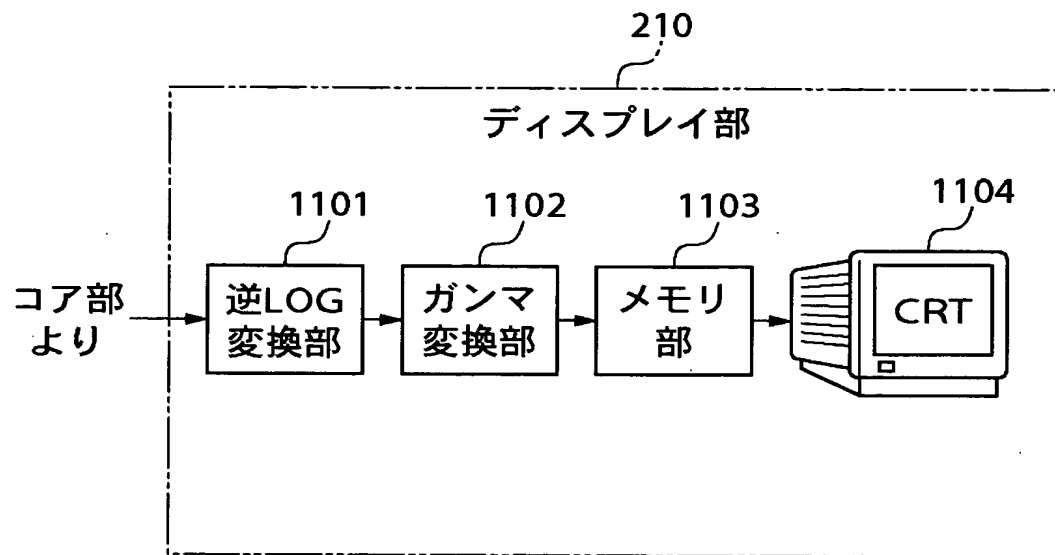 210
ディスプレイ部
1101
1102
1103
1104
コア部
より
逆LOG
変換部
ガンマ
変換部
メモリ
部
CRT